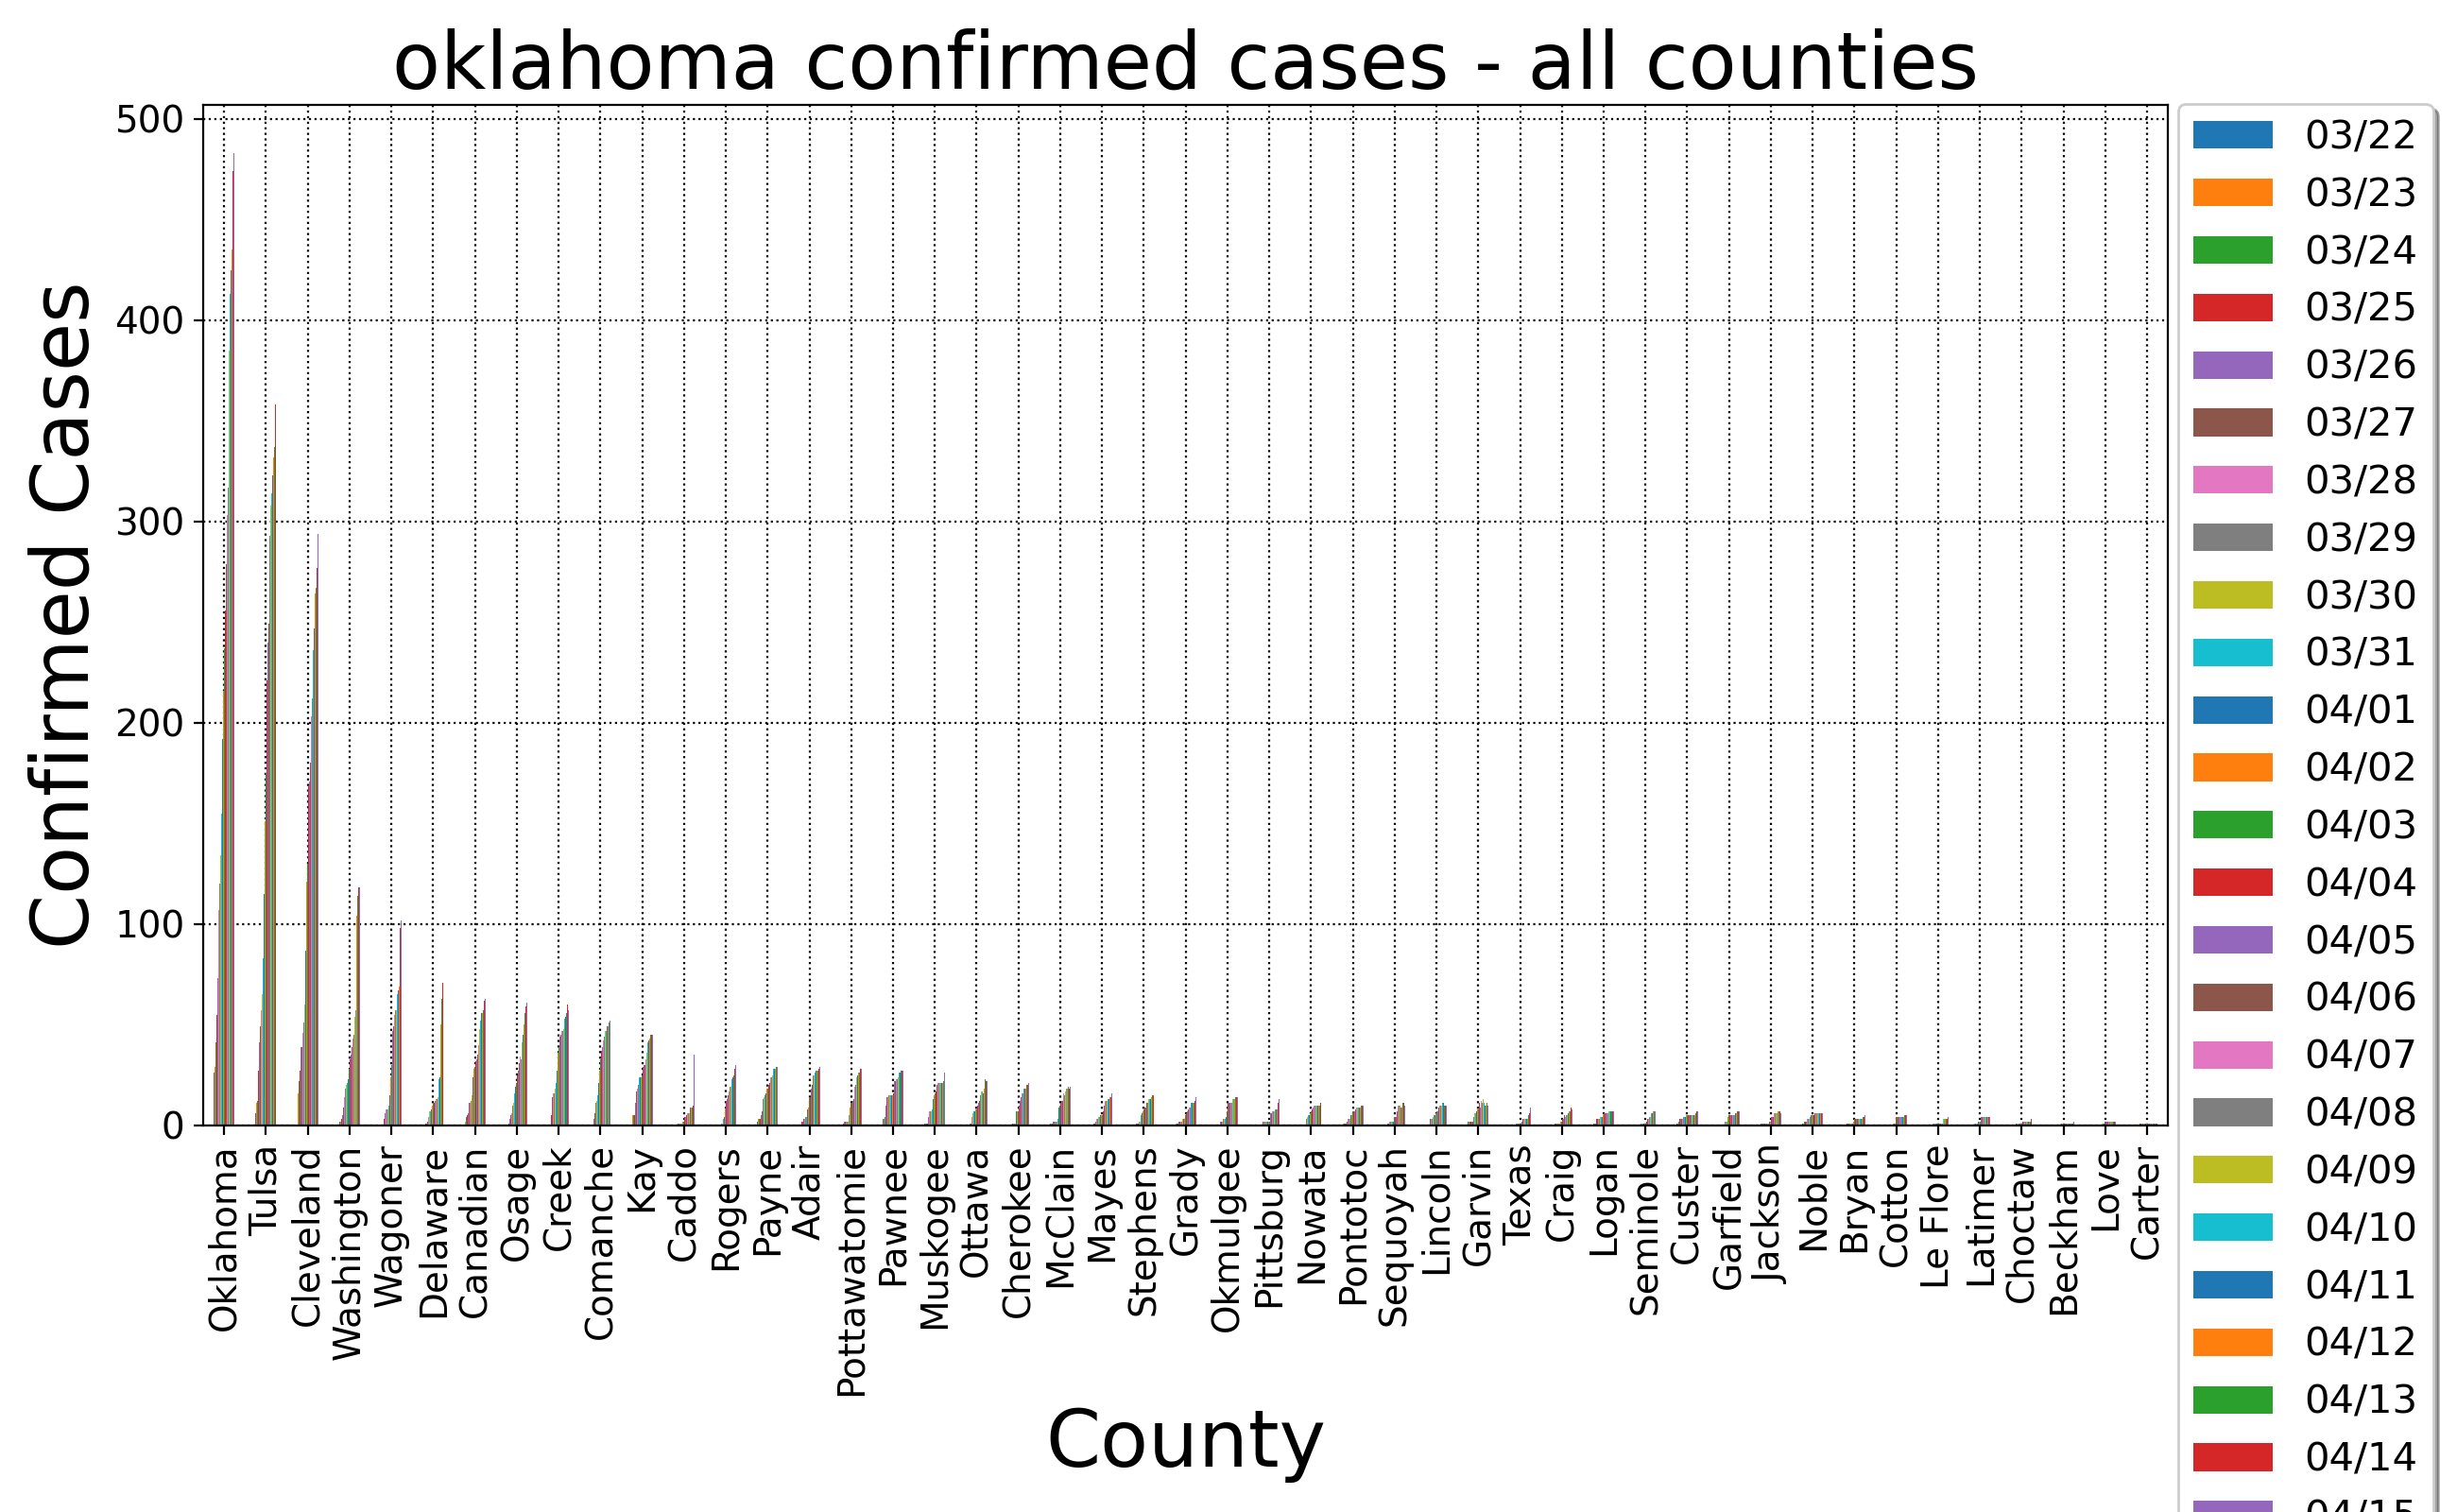 oklahoma confirmed cases - all counties
Confirmed Cases
500
400
300
200
100
0
Oklahoma
Tulsa
Cleveland
Washington
Wagoner
Delaware
Canadian
Osage
Creek
Comanche
Kay
Caddo
Rogers
Payne
Adair
Pottawatomie
Pawnee
Muskogee
Ottawa
Cherokee
McClain
Mayes
Stephens
Grady
Okmulgee
Pittsburg
Nowata
Pontotoc
Sequoyah
Lincoln
Garvin
Texas
Craig
Logan
Seminole
Custer
Garfield
Jackson
Noble
Bryan
Cotton
Le Flore
Latimer
Choctaw
Beckham
Love
Carter
County
03/22
03/23
03/24
03/25
03/26
03/27
03/28
03/29
03/30
03/31
04/01
04/02
04/03
04/04
04/05
04/06
04/07
04/08
04/09
04/10
04/11
04/12
04/13
04/14
04/15